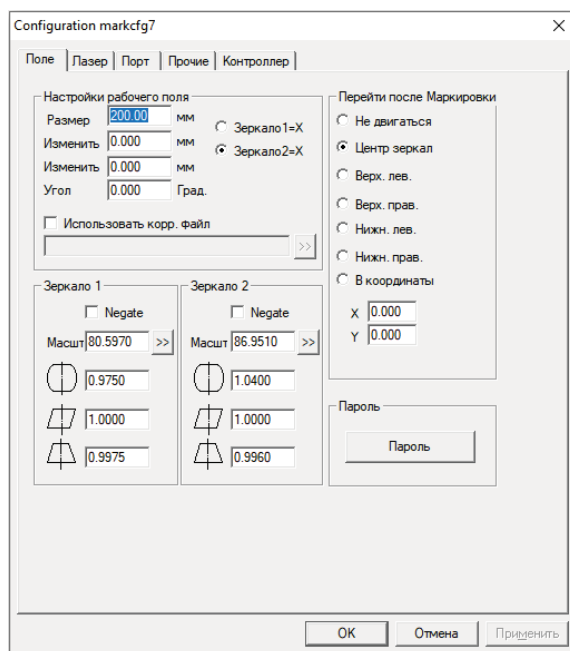 Configuration markcfg7
Поле Лазер Порт Прочие Контроллер
Настройки рабочего поля
Размер 200.00 мм
Изменить 0.000 мм
Изменить 0.000 мм
Угол 0.000 Град.
Зеркало1=X
Зеркало2=X
Использовать корр. файл
>>
Перейти после Маркировки
Не двигаться
Центр зеркал
Верх. лев.
Верх. прав.
Нижн. лев.
Нижн. прав.
В координаты
X 0.000
Y 0.000
Зеркало 1
Negate
Масшт 80.5970 >>
0.9750
1.0000
0.9975
Зеркало 2
Negate
Масшт 86.9510 >>
1.0400
1.0000
0.9960
Пароль
Пароль
OK Отмена Применить